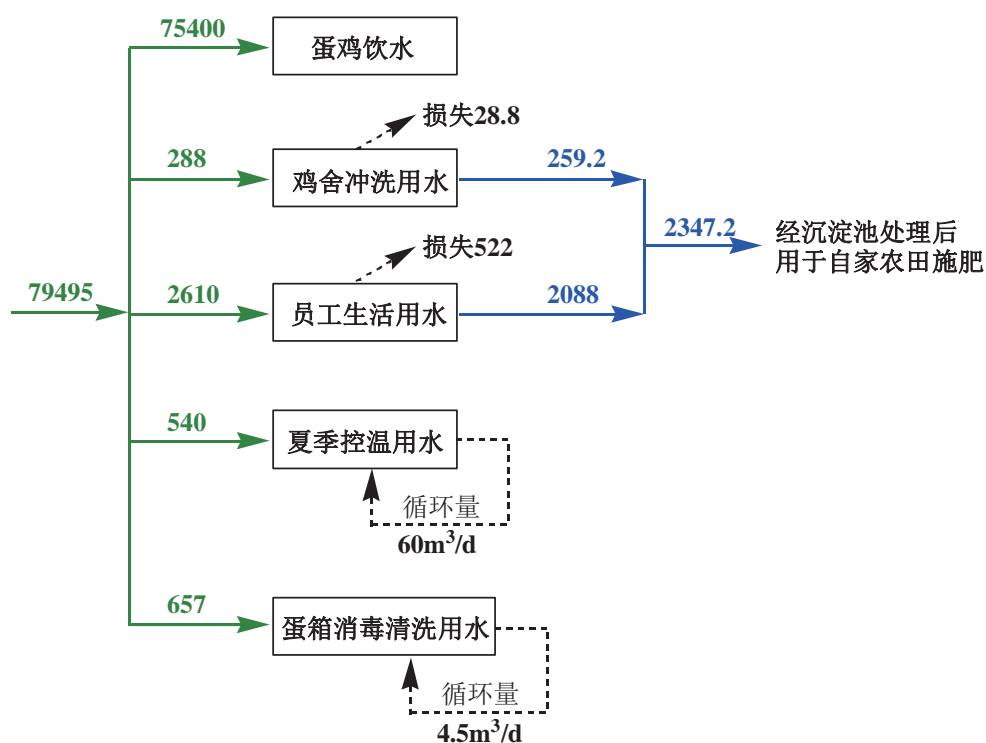 75400
蛋鸡饮水
损失28.8
288
鸡舍冲洗用水
259.2
2347.2
经沉淀池处理后
用于自家农田施肥
损失522
79495
2610
员工生活用水
2088
540
夏季控温用水
循环量
60m³/d
657
蛋箱消毒清洗用水
循环量
4.5m³/d